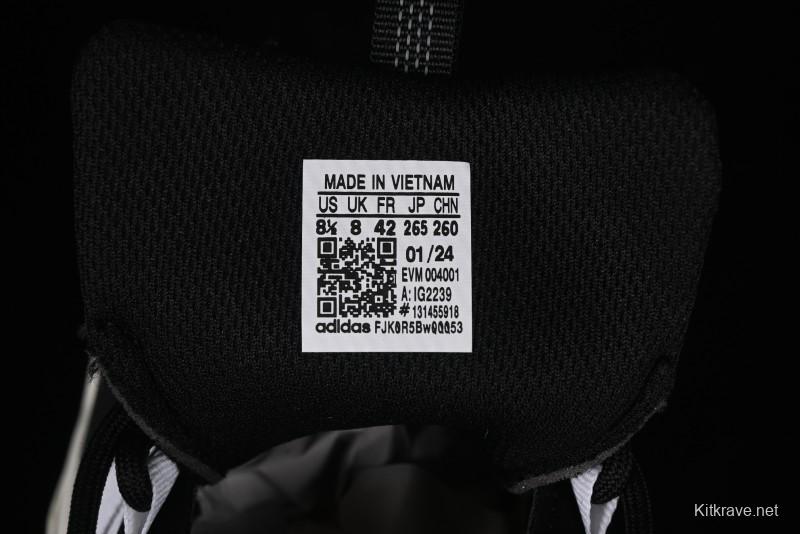 MADE IN VIETNAM
US UK FR JP CHN
8½ 8 42 265 260
01/24
EVM 004001
A: IG2239
# 131455918
adidas FJK0R5BwQQQ53
Kitkrave.net